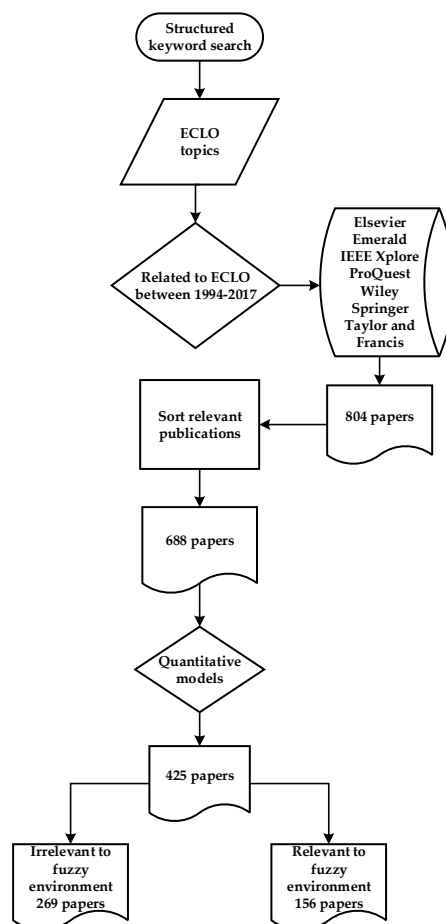 Structured
keyword search
ECLO
topics
Related to ECLO
between 1994-2017
Elsevier
Emerald
IEEE Xplore
ProQuest
Wiley
Springer
Taylor and
Francis
804 papers
Sort relevant
publications
688 papers
Quantitative
models
425 papers
Irrelevant to
fuzzy
environment
269 papers
Relevant to
fuzzy
environment
156 papers